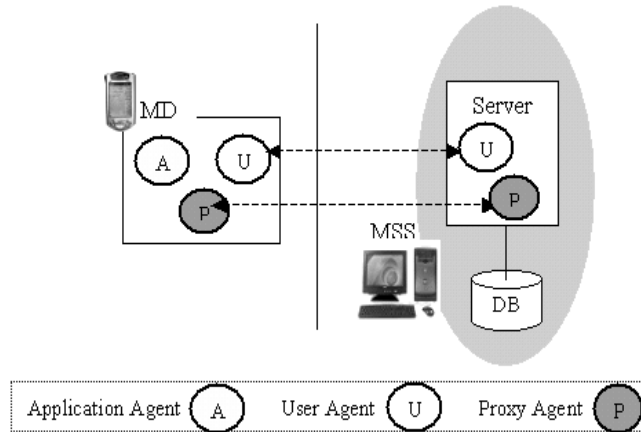 MD
A
U
P
Server
U
P
MSS
DB
Application Agent A User Agent U Proxy Agent P